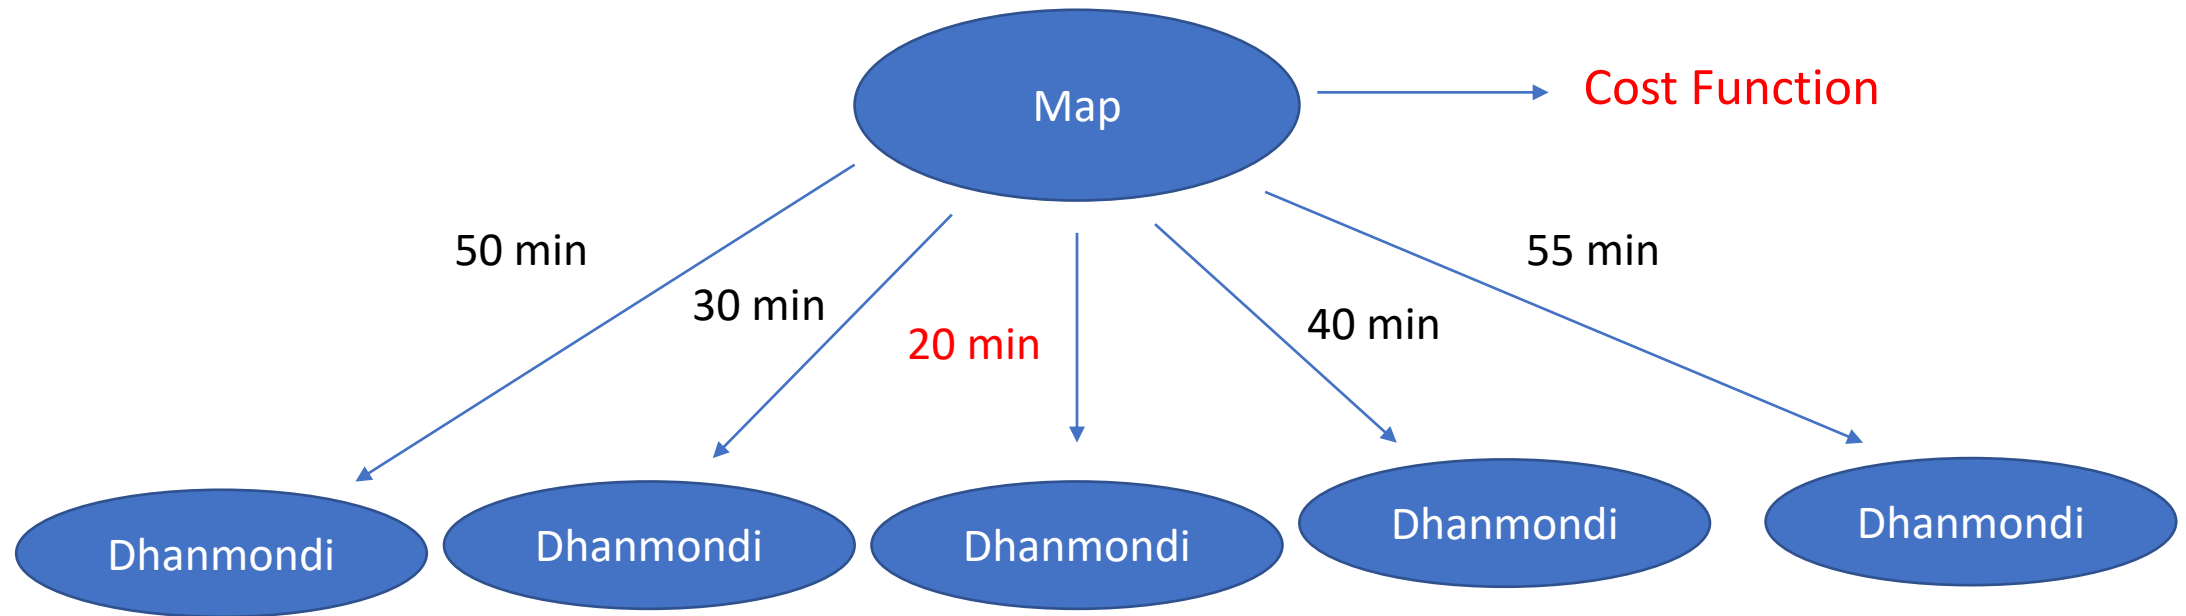 Map
Cost Function
50 min
30 min
20 min
40 min
55 min
Dhanmondi
Dhanmondi
Dhanmondi
Dhanmondi
Dhanmondi